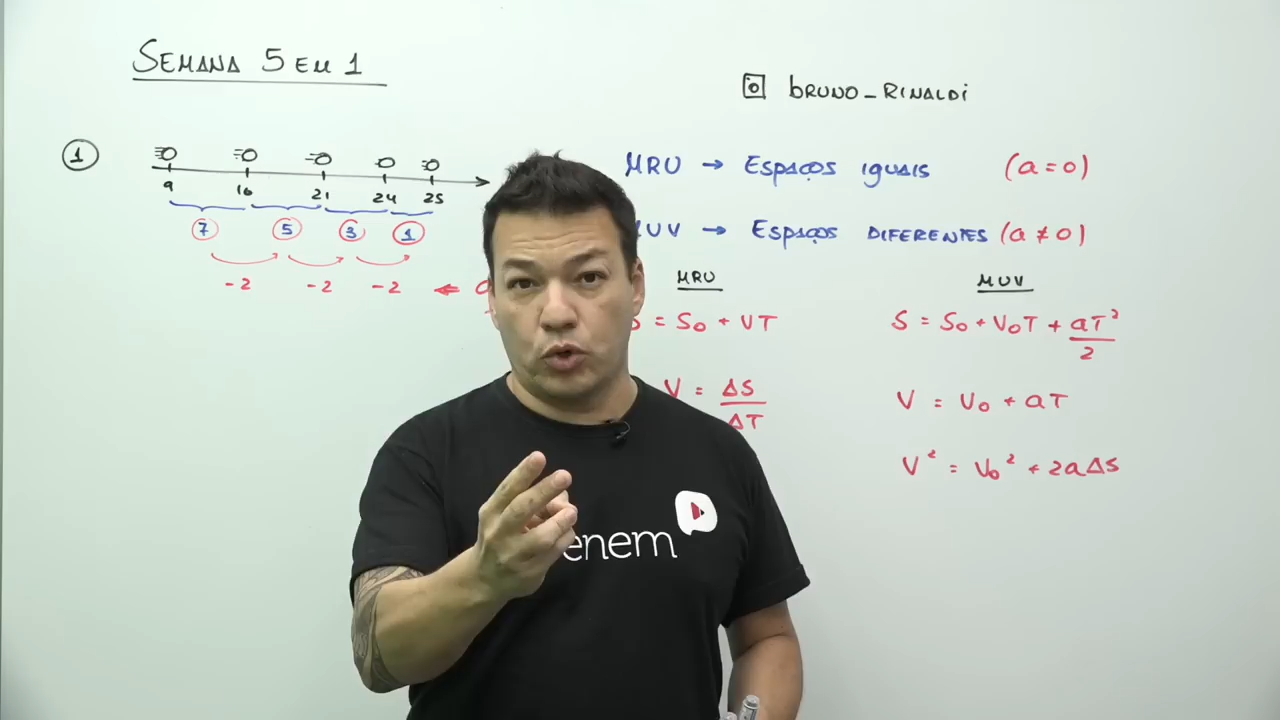 SEMANA 5 EM 1
bruno_rinaldi
1
9 16 21 24 25
7 5 3 1
-2 -2 -2
MRU → ESPAÇOS IGUAIS (a = 0)
MUV → ESPAÇOS DIFERENTES (a ≠ 0)
MRU
S = S₀ + VT
V = ΔS/ΔT
MUV
S = S₀ + V₀T + aT²/2
V = V₀ + aT
V² = V₀² + 2aΔS
enem